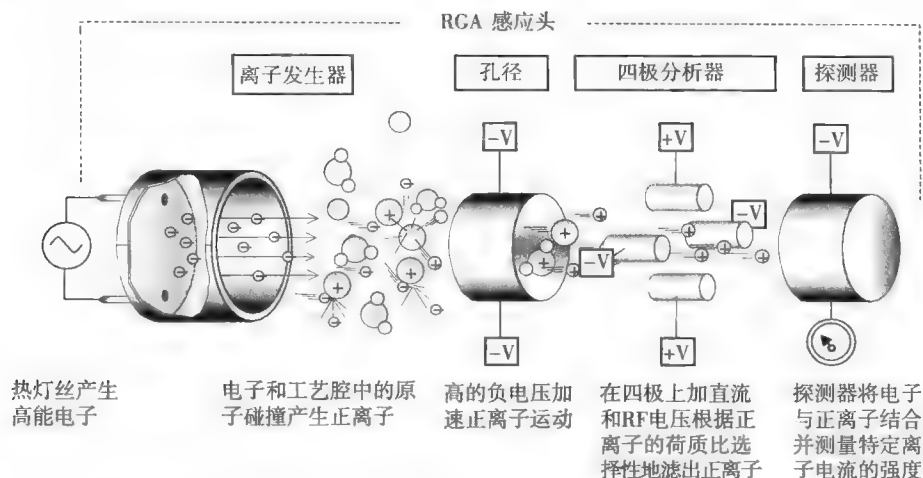 RGA 感应头
离子发生器
孔径
四极分析器
探测器
-V
+V
-V
-V
-V
-V
+V
热灯丝产生
高能电子
电子和工艺腔中的原
子碰撞产生正离子
高的负电压加
速正离子运动
在四极上加直流
和RF电压根据正
离子的荷质比选
择性地滤出正离子
探测器将电子
与正离子结合
并测量特定离
子电流的强度